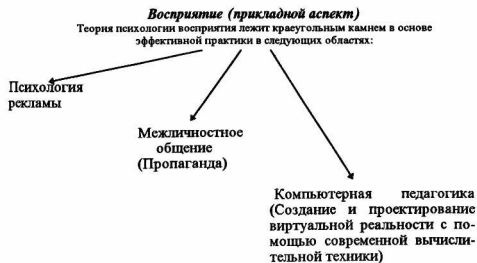 Восприятие (прикладной аспект)
Теория психологии восприятия лежит краеугольным камнем в основе
эффективной практики в следующих областях:
Психология
рекламы
Межличностное
общение
(Пропаганда)
Компьютерная педагогика
(Создание и проектирование
виртуальной реальности с по-
мощью современной вычисли-
тельной техники)